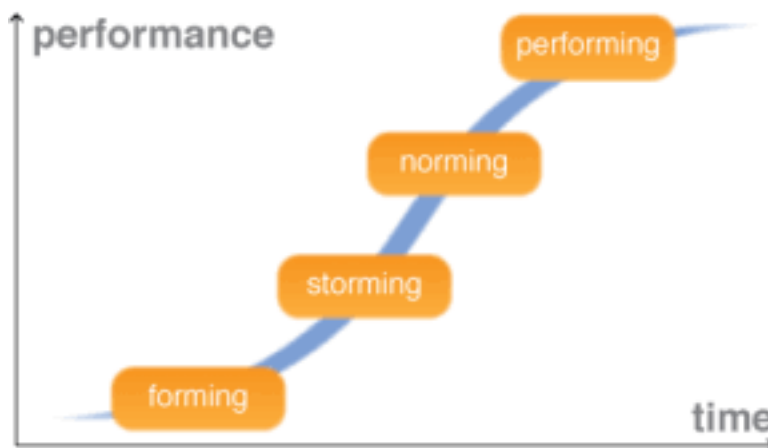 performance
performing
norming
storming
forming
time